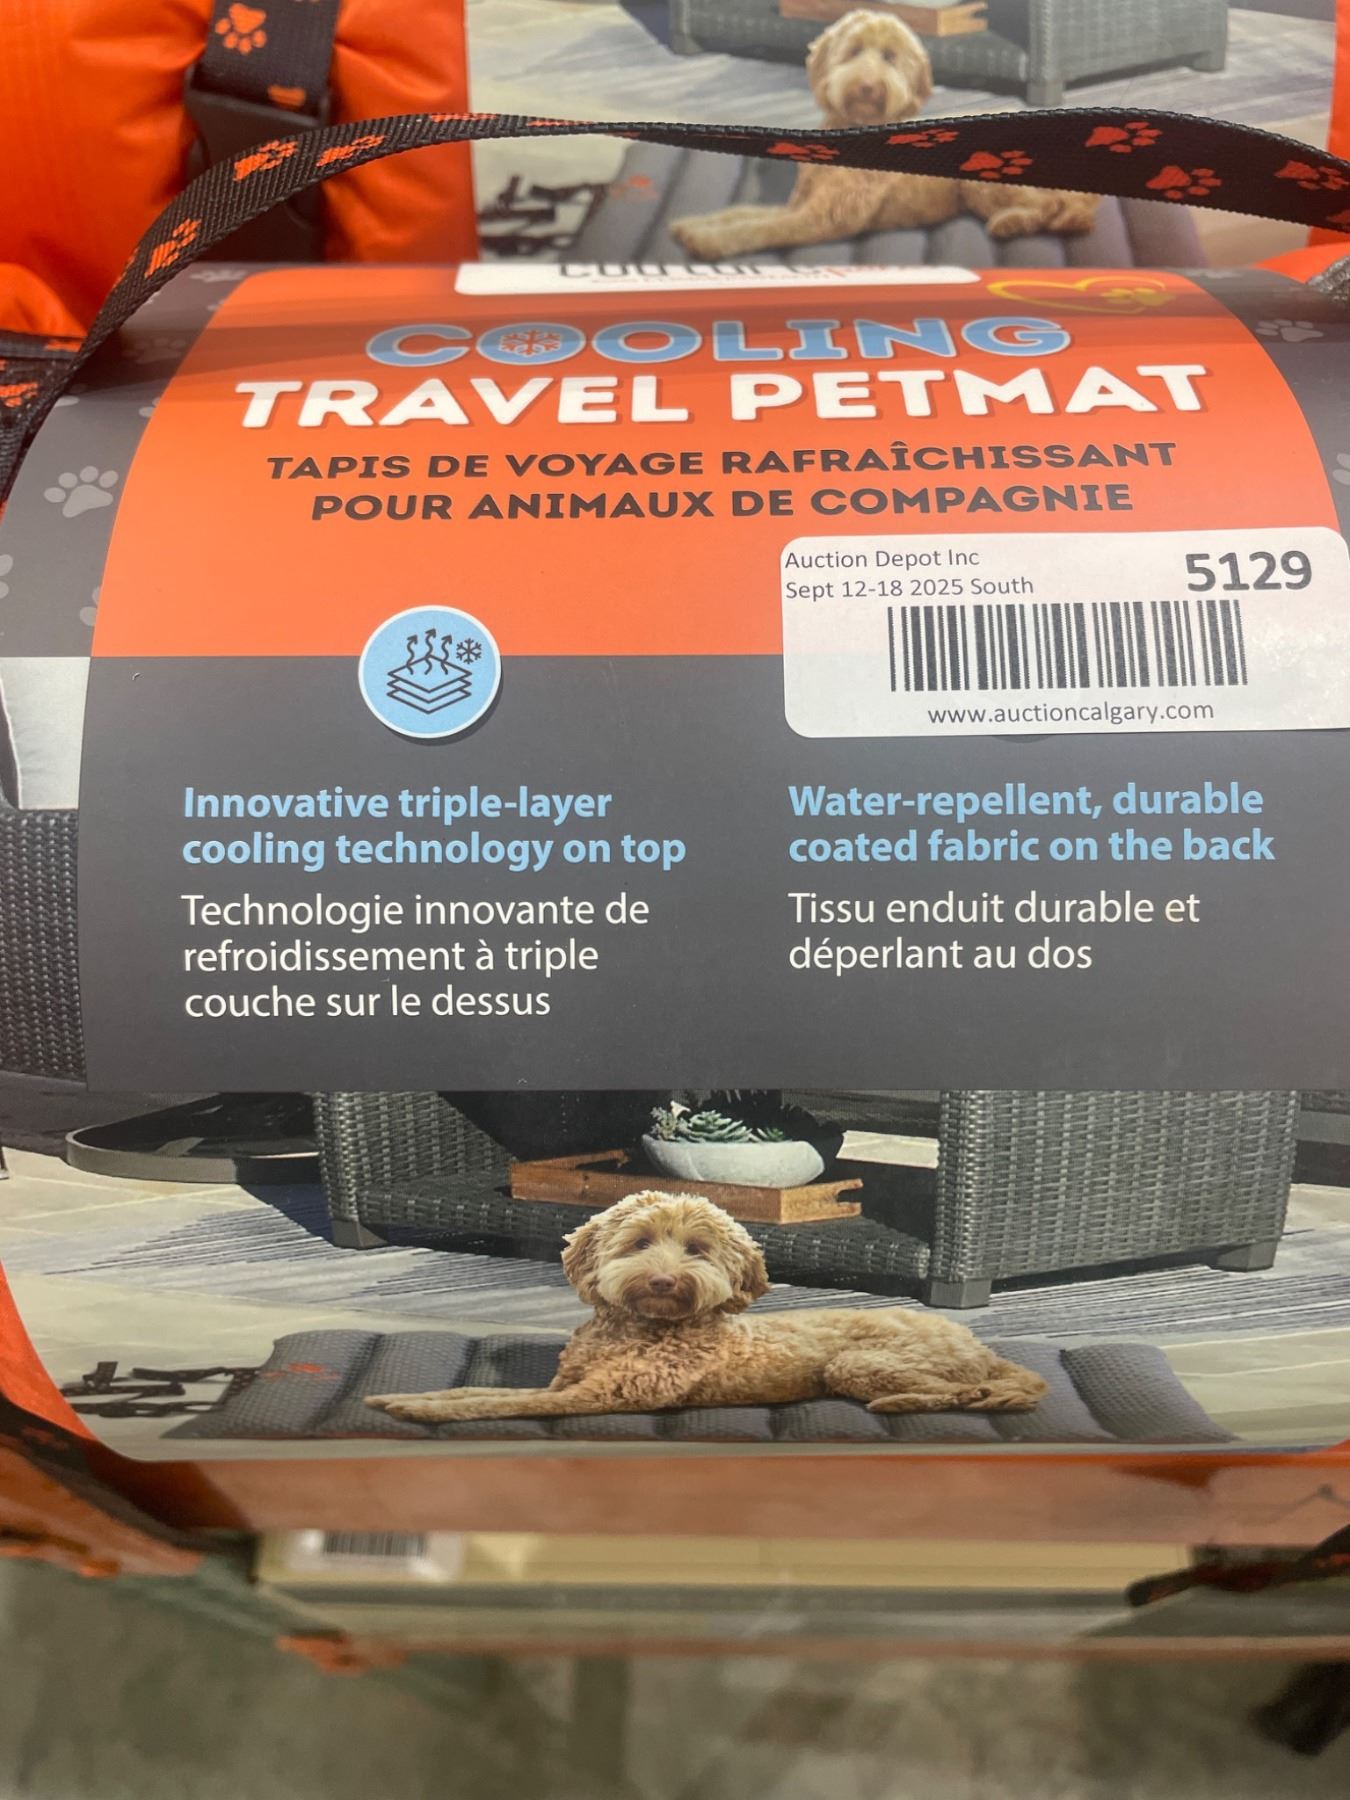 COOLING
TRAVEL PETMAT
TAPIS DE VOYAGE RAFRAÎCHISSANT
POUR ANIMAUX DE COMPAGNIE
Auction Depot Inc
5129
Sept 12-18 2025 South
www.auctioncalgary.com
Innovative triple-layer
cooling technology on top
Technologie innovante de
refroidissement à triple
couche sur le dessus
Water-repellent, durable
coated fabric on the back
Tissu enduit durable et
déperlant au dos